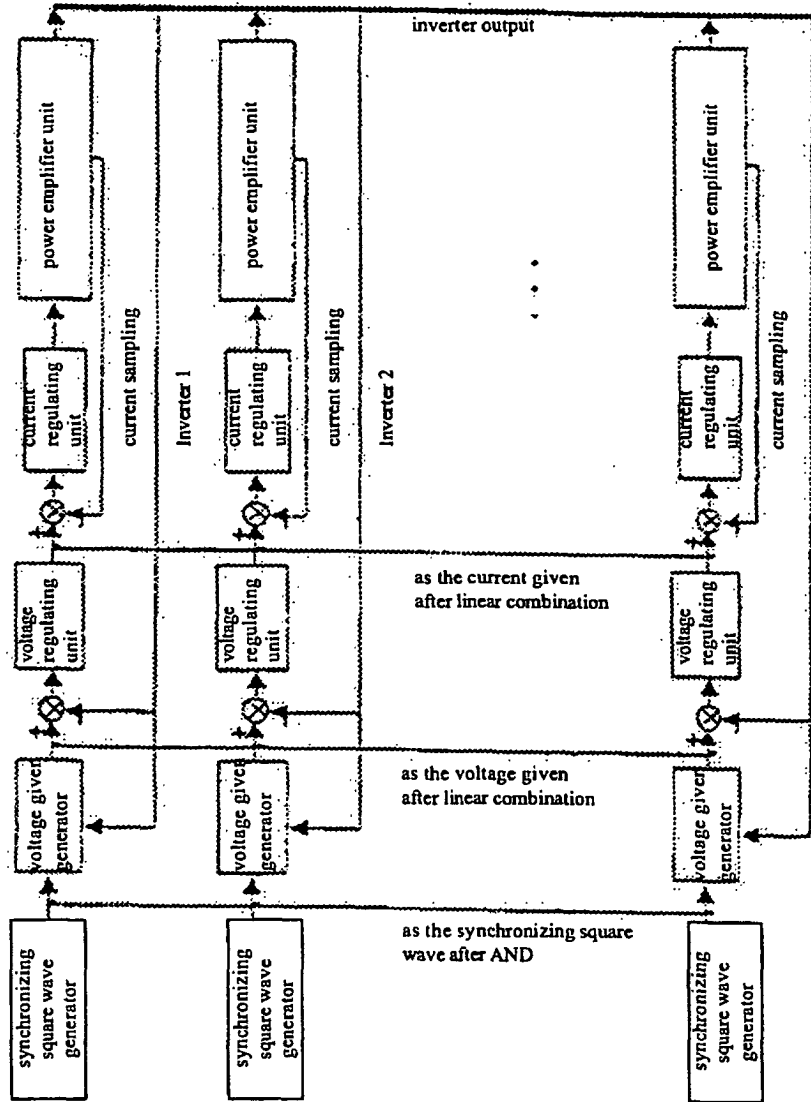 inverter output
power emplifier unit
power emplifier unit
power emplifier unit
current sampling
current sampling
current sampling
current
regulating
unit
Inverter 1
current
regulating
unit
Inverter 2
current
regulating
unit
as the current given
after linear combination
voltage
regulating
unit
voltage
regulating
unit
voltage
regulating
unit
as the voltage given
after linear combination
voltage given
generator
voltage given
generator
voltage given
generator
as the synchronizing square
wave after AND
synchronizing
square wave
generator
synchronizing
square wave
generator
synchronizing
square wave
generator